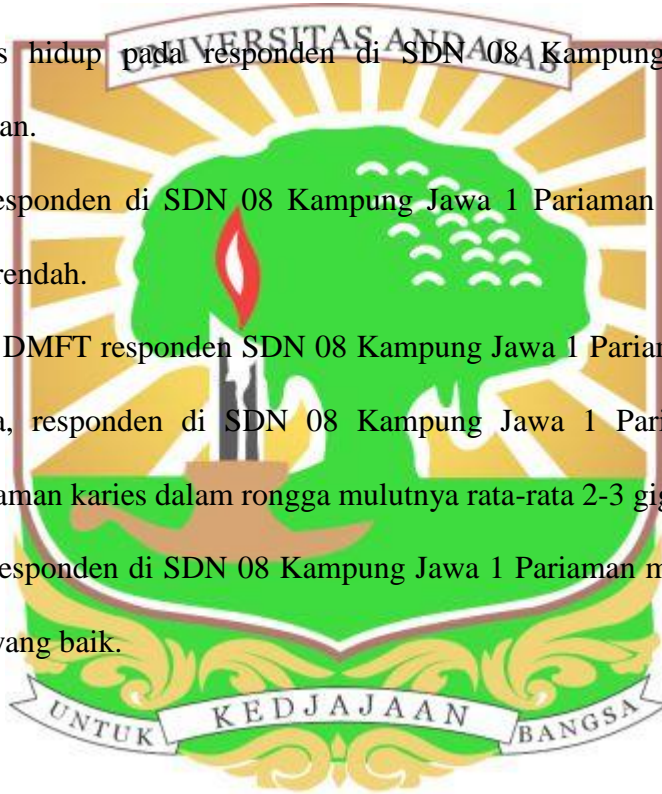 UNIVERSITAS ANDALAS
s hidup pada responden di SDN 08 Kampung
an.
esponden di SDN 08 Kampung Jawa 1 Pariaman
rendah.
DMFT responden SDN 08 Kampung Jawa 1 Pariam
a, responden di SDN 08 Kampung Jawa 1 Pari
aman karies dalam rongga mulutnya rata-rata 2-3 gig
esponden di SDN 08 Kampung Jawa 1 Pariaman m
yang baik.
UNTUK KEDJAJAAN BANGSA